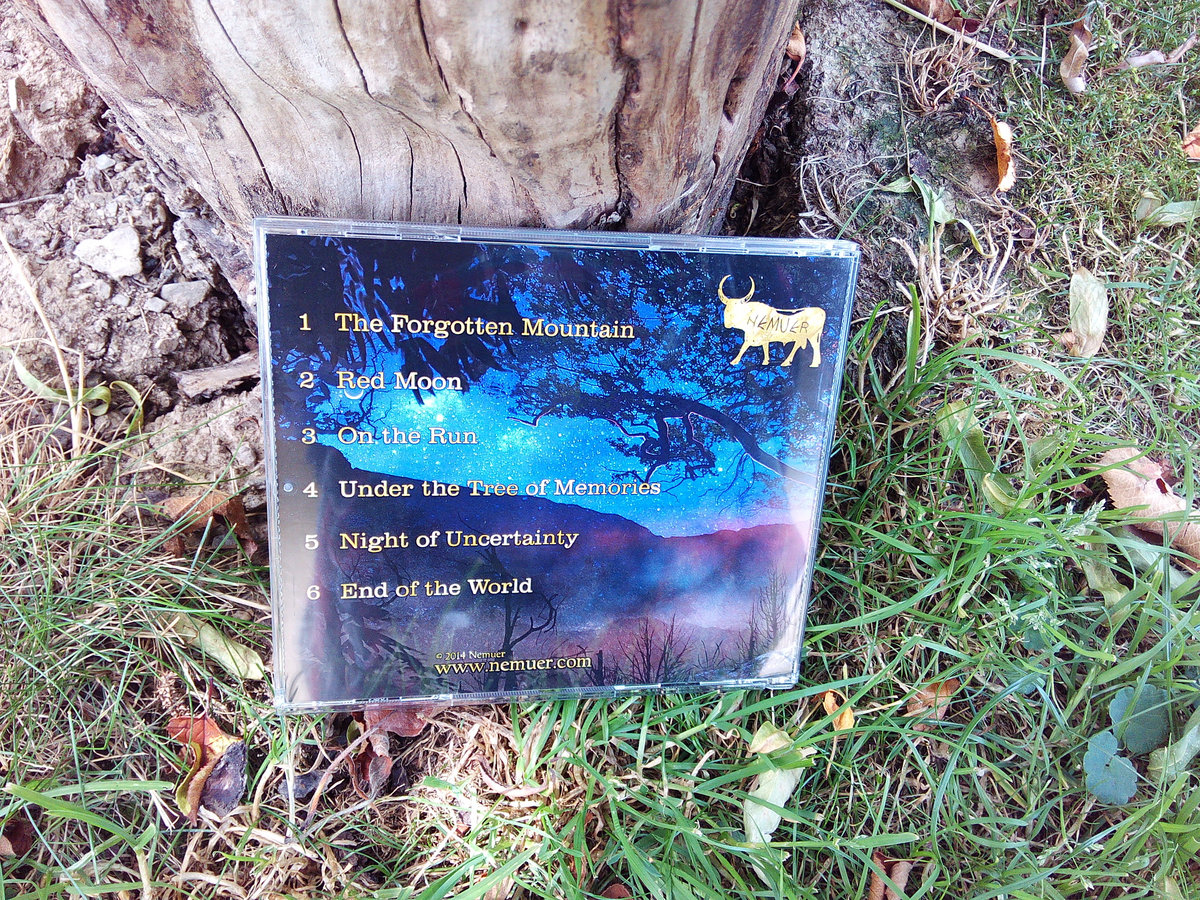 NEMUER
1 The Forgotten Mountain
2 Red Moon
3 On the Run
4 Under the Tree of Memories
5 Night of Uncertainty
6 End of the World
© 2014 Nemuer
www.nemuer.com